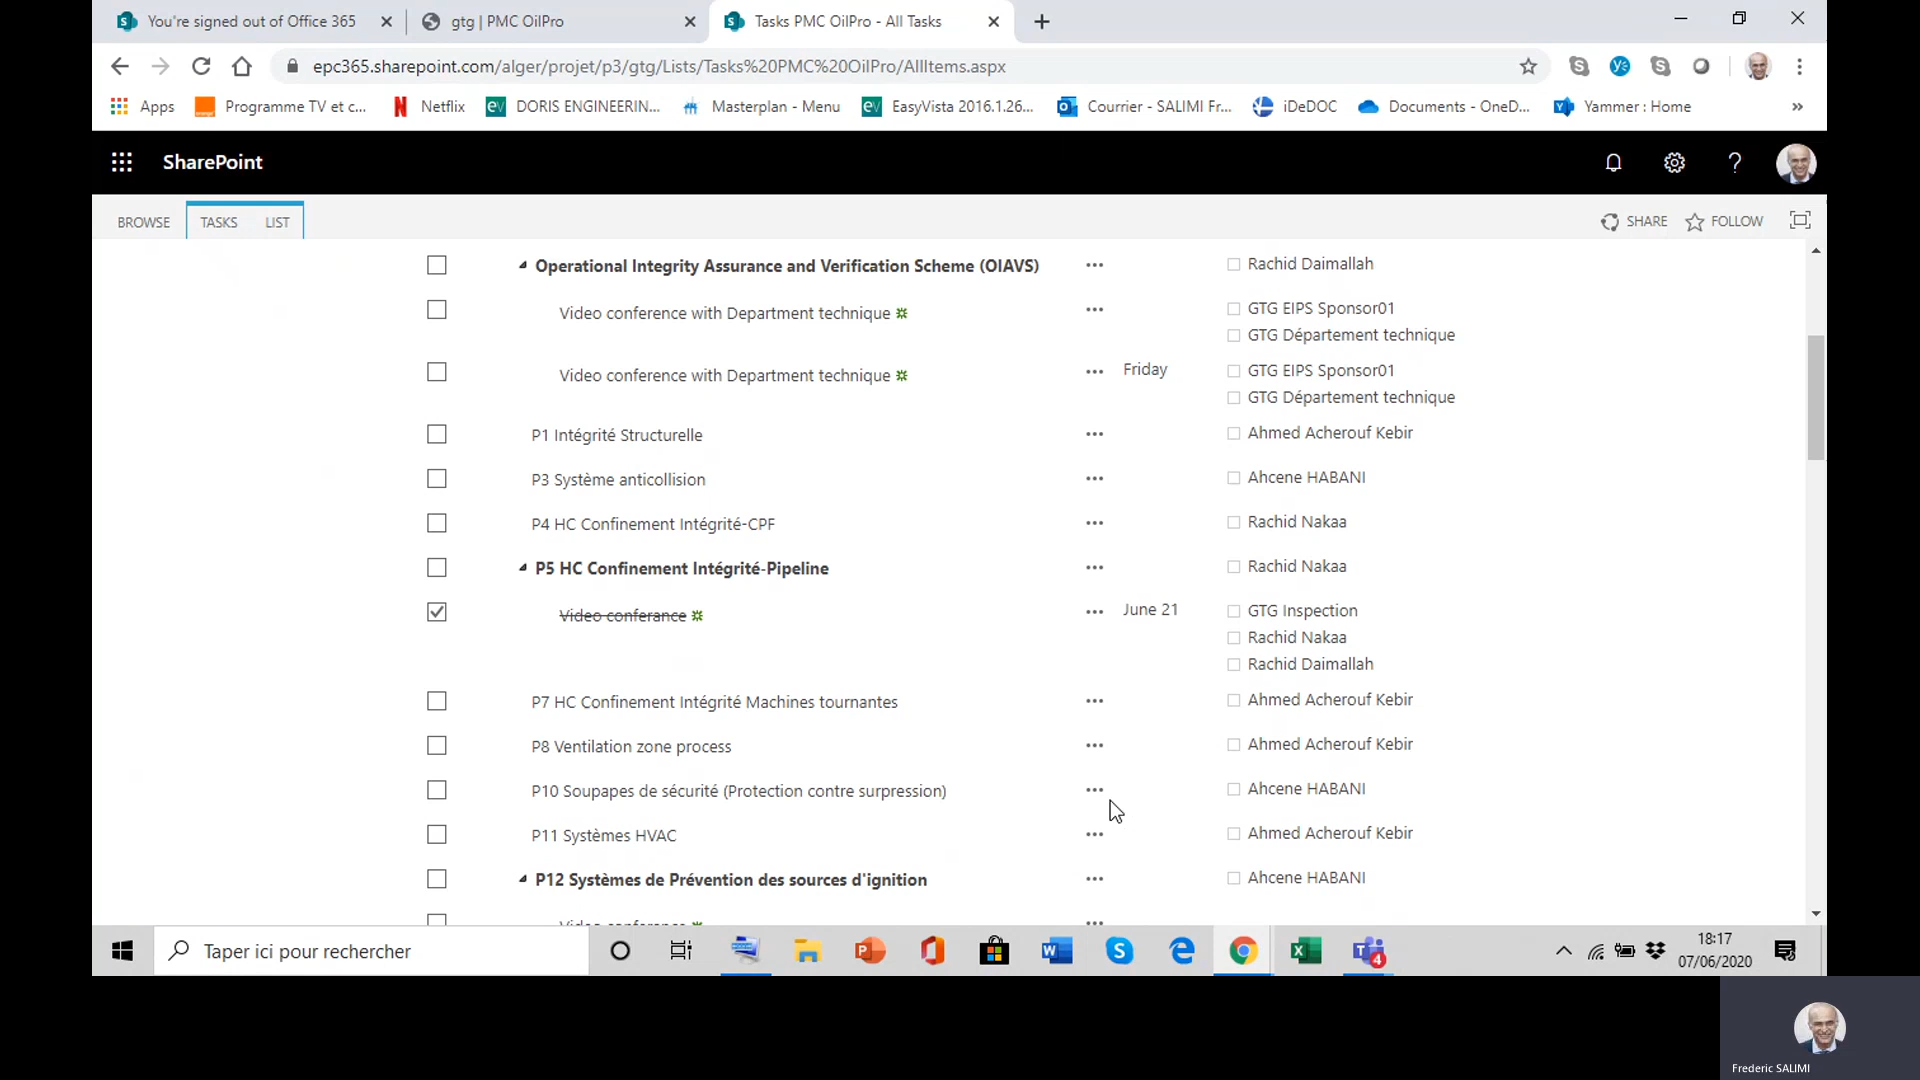 You're signed out of Office 365
gtg | PMC OilPro
Tasks PMC OilPro - All Tasks
epc365.sharepoint.com/alger/projet/p3/gtg/Lists/Tasks%20PMC%20OilPro/AllItems.aspx
Apps Programme TV et c... Netflix DORIS ENGINEERIN... Masterplan - Menu EasyVista 2016.1.26... Courrier - SALIMI Fr... iDeDOC Documents - OneD... Yammer : Home »
SharePoint
BROWSE TASKS LIST SHARE FOLLOW
Operational Integrity Assurance and Verification Scheme (OIAVS) ... Rachid Daimallah
Video conference with Department technique ... GTG EIPS Sponsor01
GTG Département technique
Video conference with Department technique ... Friday GTG EIPS Sponsor01
GTG Département technique
P1 Intégrité Structurelle ... Ahmed Acherouf Kebir
P3 Système anticollision ... Ahcene HABANI
P4 HC Confinement Intégrité-CPF ... Rachid Nakaa
P5 HC Confinement Intégrité-Pipeline ... Rachid Nakaa
Video conferance ... June 21 GTG Inspection
Rachid Nakaa
Rachid Daimallah
P7 HC Confinement Intégrité Machines tournantes ... Ahmed Acherouf Kebir
P8 Ventilation zone process ... Ahmed Acherouf Kebir
P10 Soupapes de sécurité (Protection contre surpression) ... Ahcene HABANI
P11 Systèmes HVAC ... Ahmed Acherouf Kebir
P12 Systèmes de Prévention des sources d'ignition ... Ahcene HABANI
Taper ici pour rechercher
4
18:17
07/06/2020
Frederic SALIMI